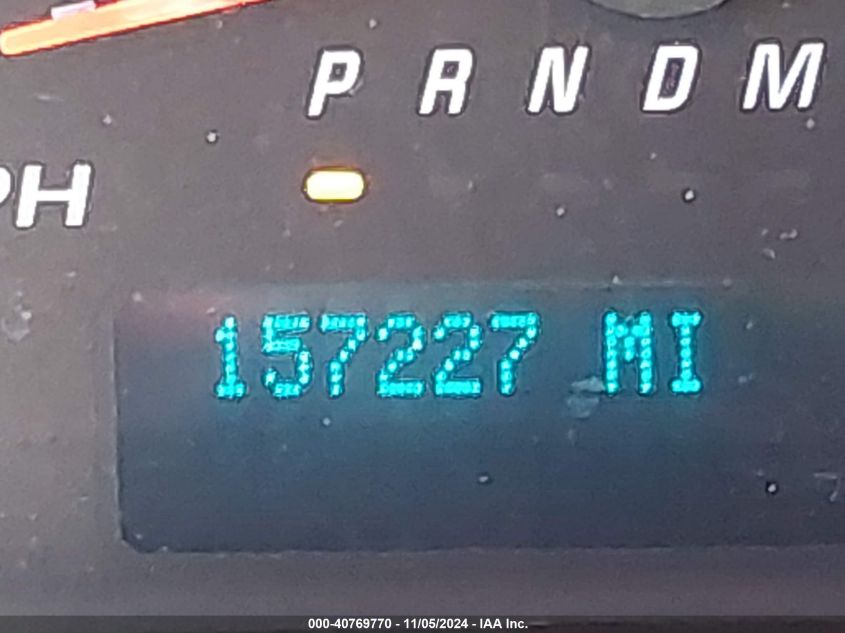 P R N D M
PH
157227 MI
000-40769770 - 11/05/2024 - IAA Inc.